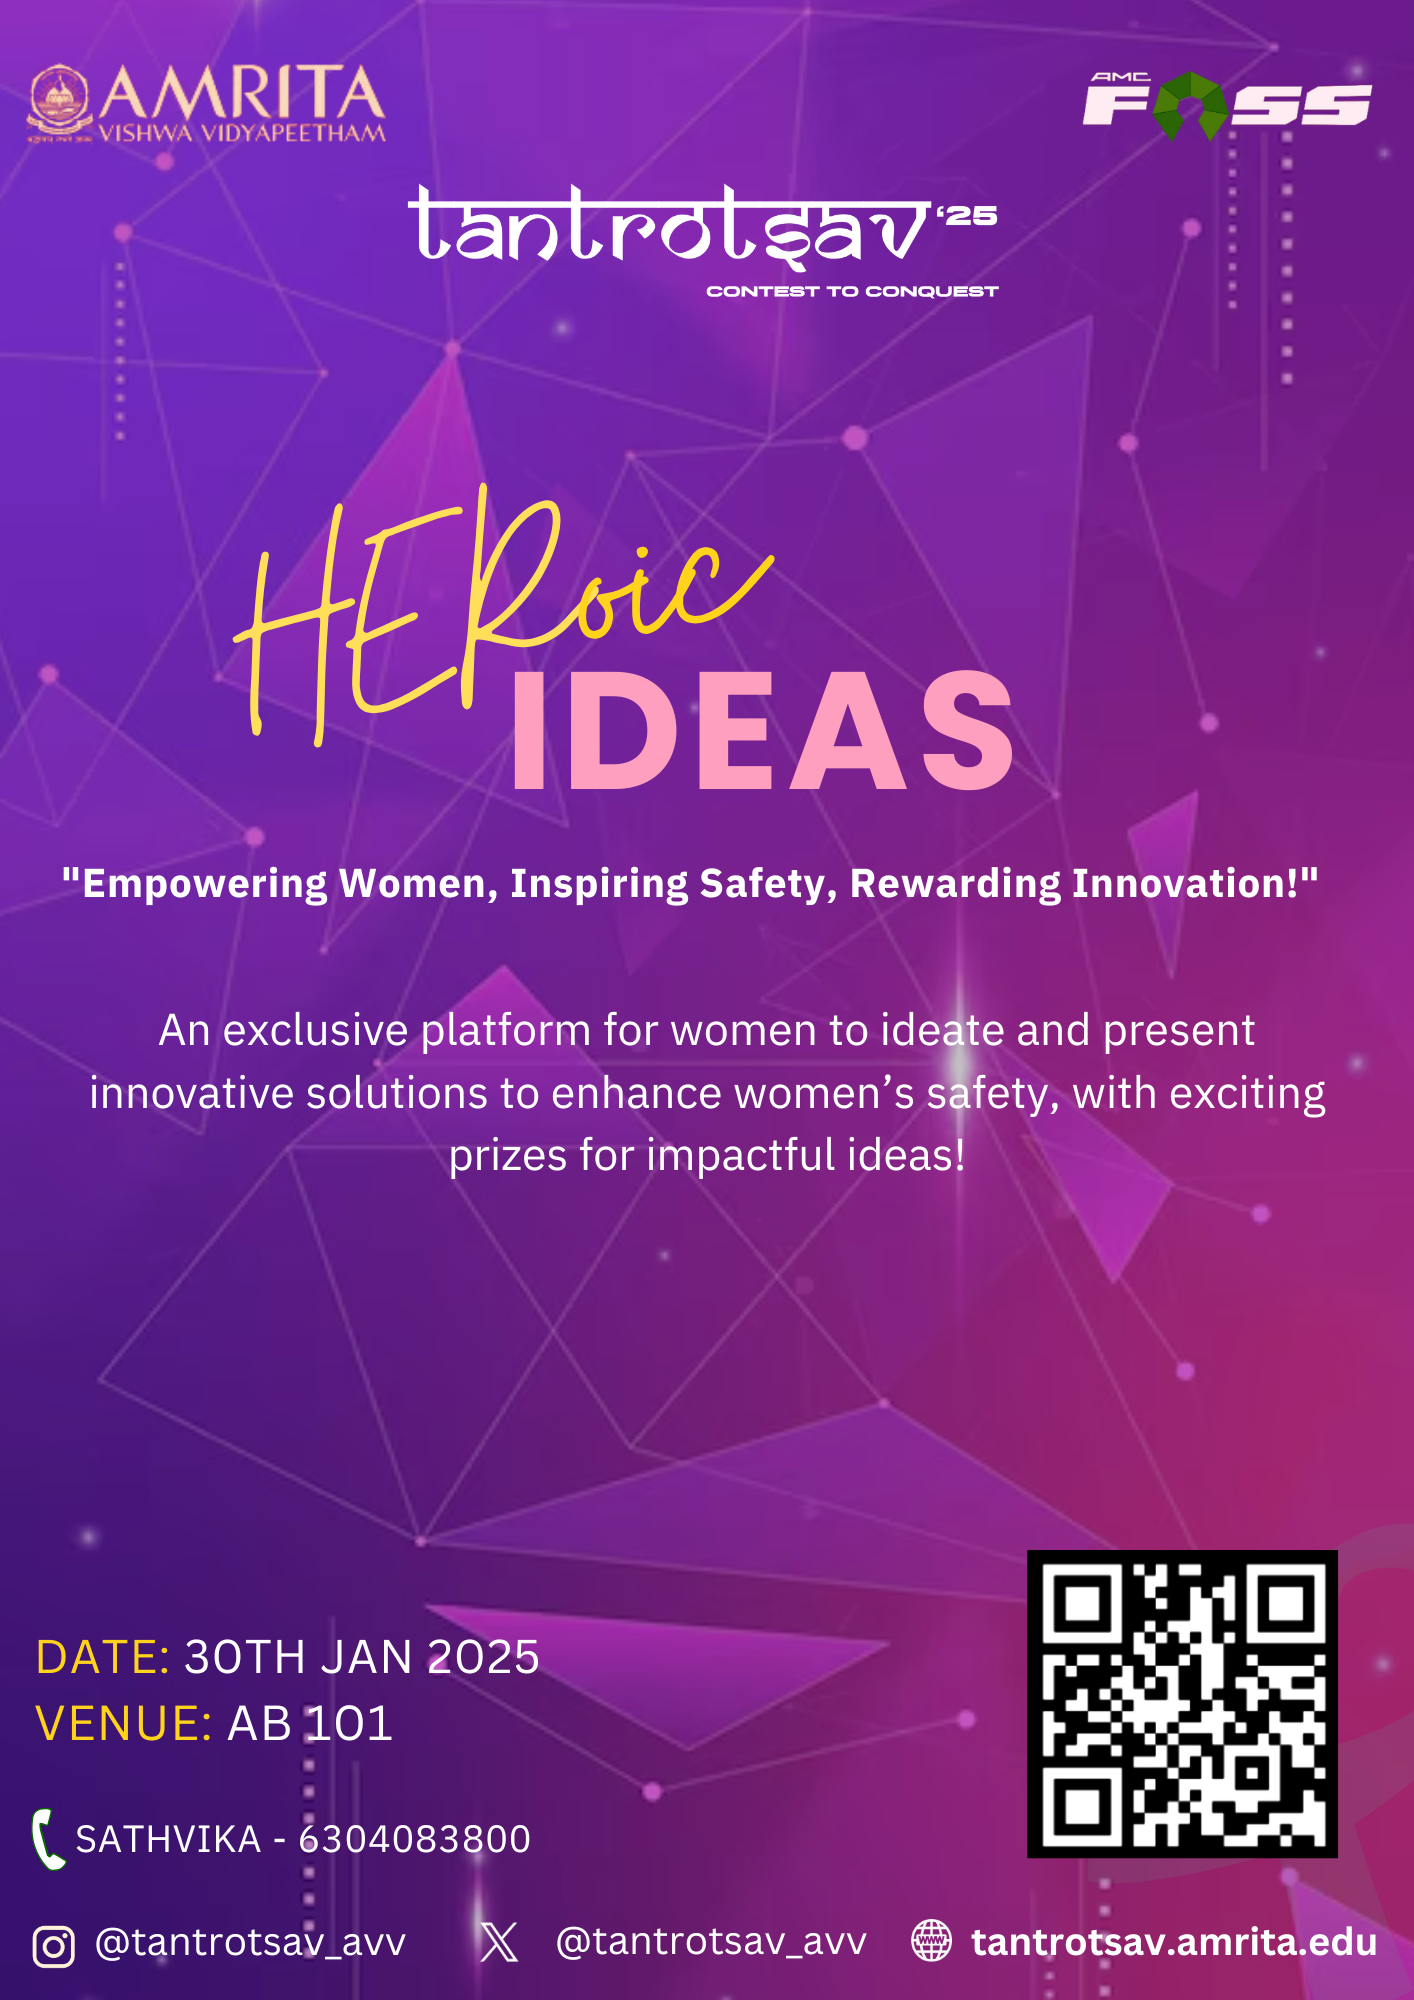 AMRITA
VISHWA VIDYAPEETHAM
AMC
FOSS
tantrotsav '25
CONTEST TO CONQUEST
HERoic
IDEAS
"Empowering Women, Inspiring Safety, Rewarding Innovation!"
An exclusive platform for women to ideate and present
innovative solutions to enhance women’s safety, with exciting
prizes for impactful ideas!
DATE: 30TH JAN 2025
VENUE: AB 101
SATHVIKA - 6304083800
@tantrotsav_avv
@tantrotsav_avv
tantrotsav.amrita.edu